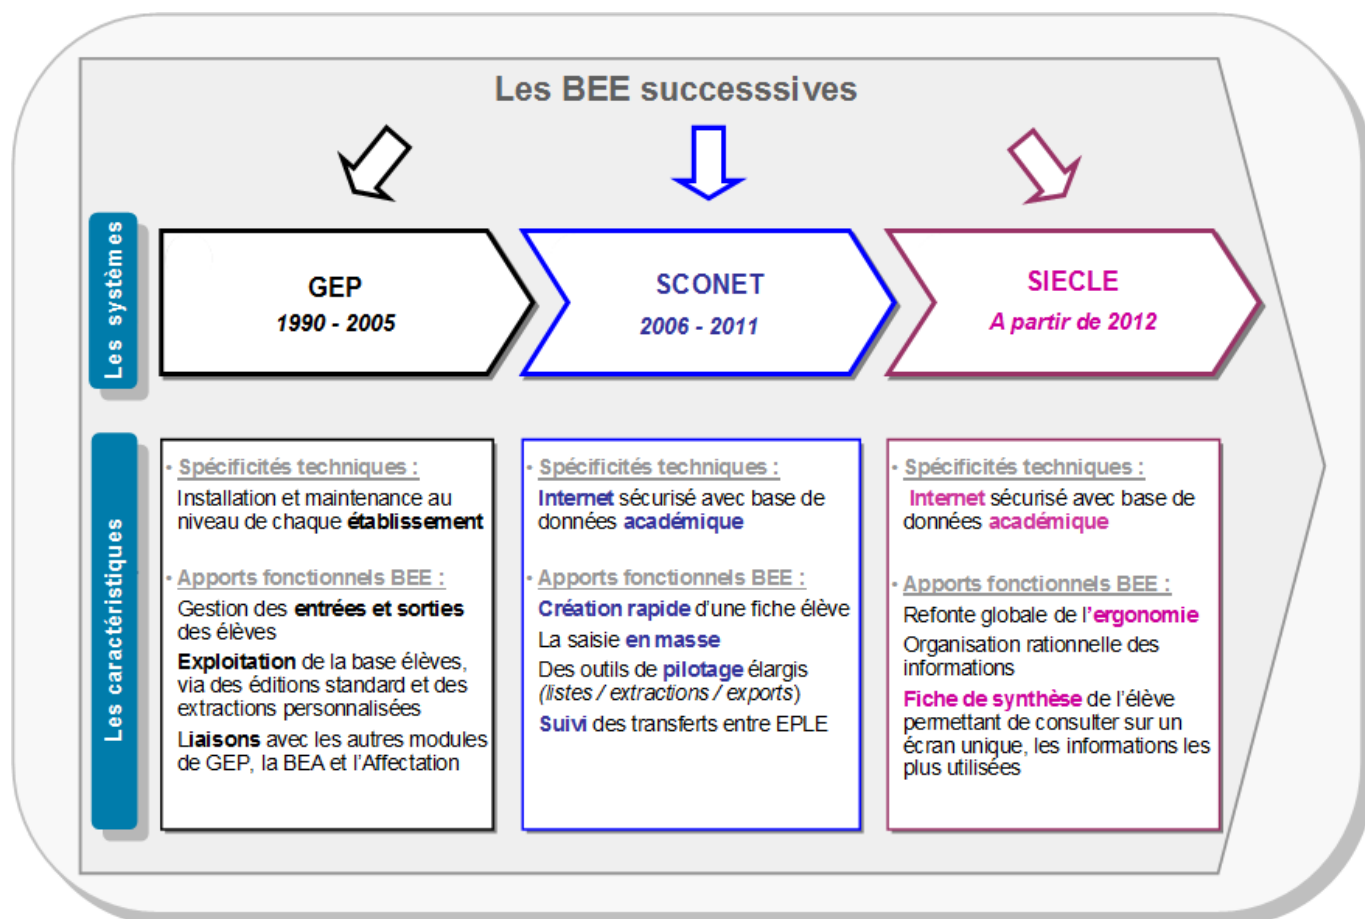 Les BEE successsives
Les systèmes
GEP
1990 - 2005
SCONET
2006 - 2011
SIECLE
A partir de 2012
Les caractéristiques
• Spécificités techniques :
Installation et maintenance au
niveau de chaque établissement
• Apports fonctionnels BEE :
Gestion des entrées et sorties
des élèves
Exploitation de la base élèves,
via des éditions standard et des
extractions personnalisées
Liaisons avec les autres modules
de GEP, la BEA et l'Affectation
• Spécificités techniques :
Internet sécurisé avec base de
données académique
• Apports fonctionnels BEE :
Création rapide d'une fiche élève
La saisie en masse
Des outils de pilotage élargis
(listes / extractions / exports)
Suivi des transferts entre EPLE
• Spécificités techniques :
Internet sécurisé avec base de
données académique
• Apports fonctionnels BEE :
Refonte globale de l'ergonomie
Organisation rationnelle des
informations
Fiche de synthèse de l'élève
permettant de consulter sur un
écran unique, les informations les
plus utilisées